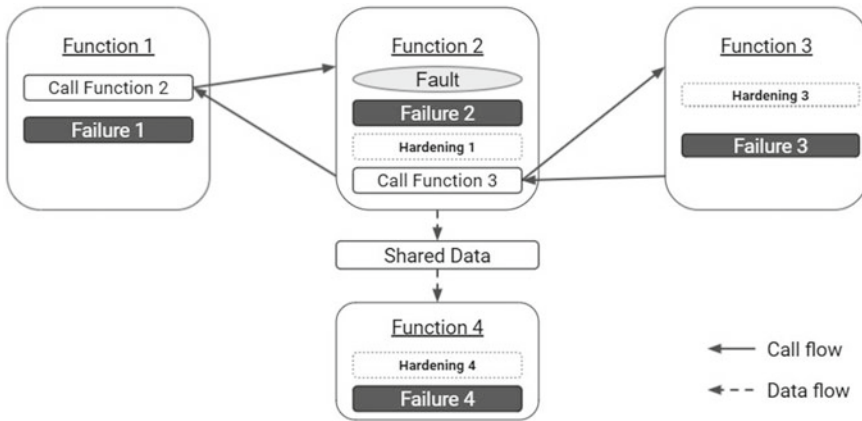 Function 1
Call Function 2
Failure 1
Function 2
Fault
Failure 2
Hardening 1
Call Function 3
Function 3
Hardening 3
Failure 3
Shared Data
Function 4
Hardening 4
Failure 4
Call flow
Data flow